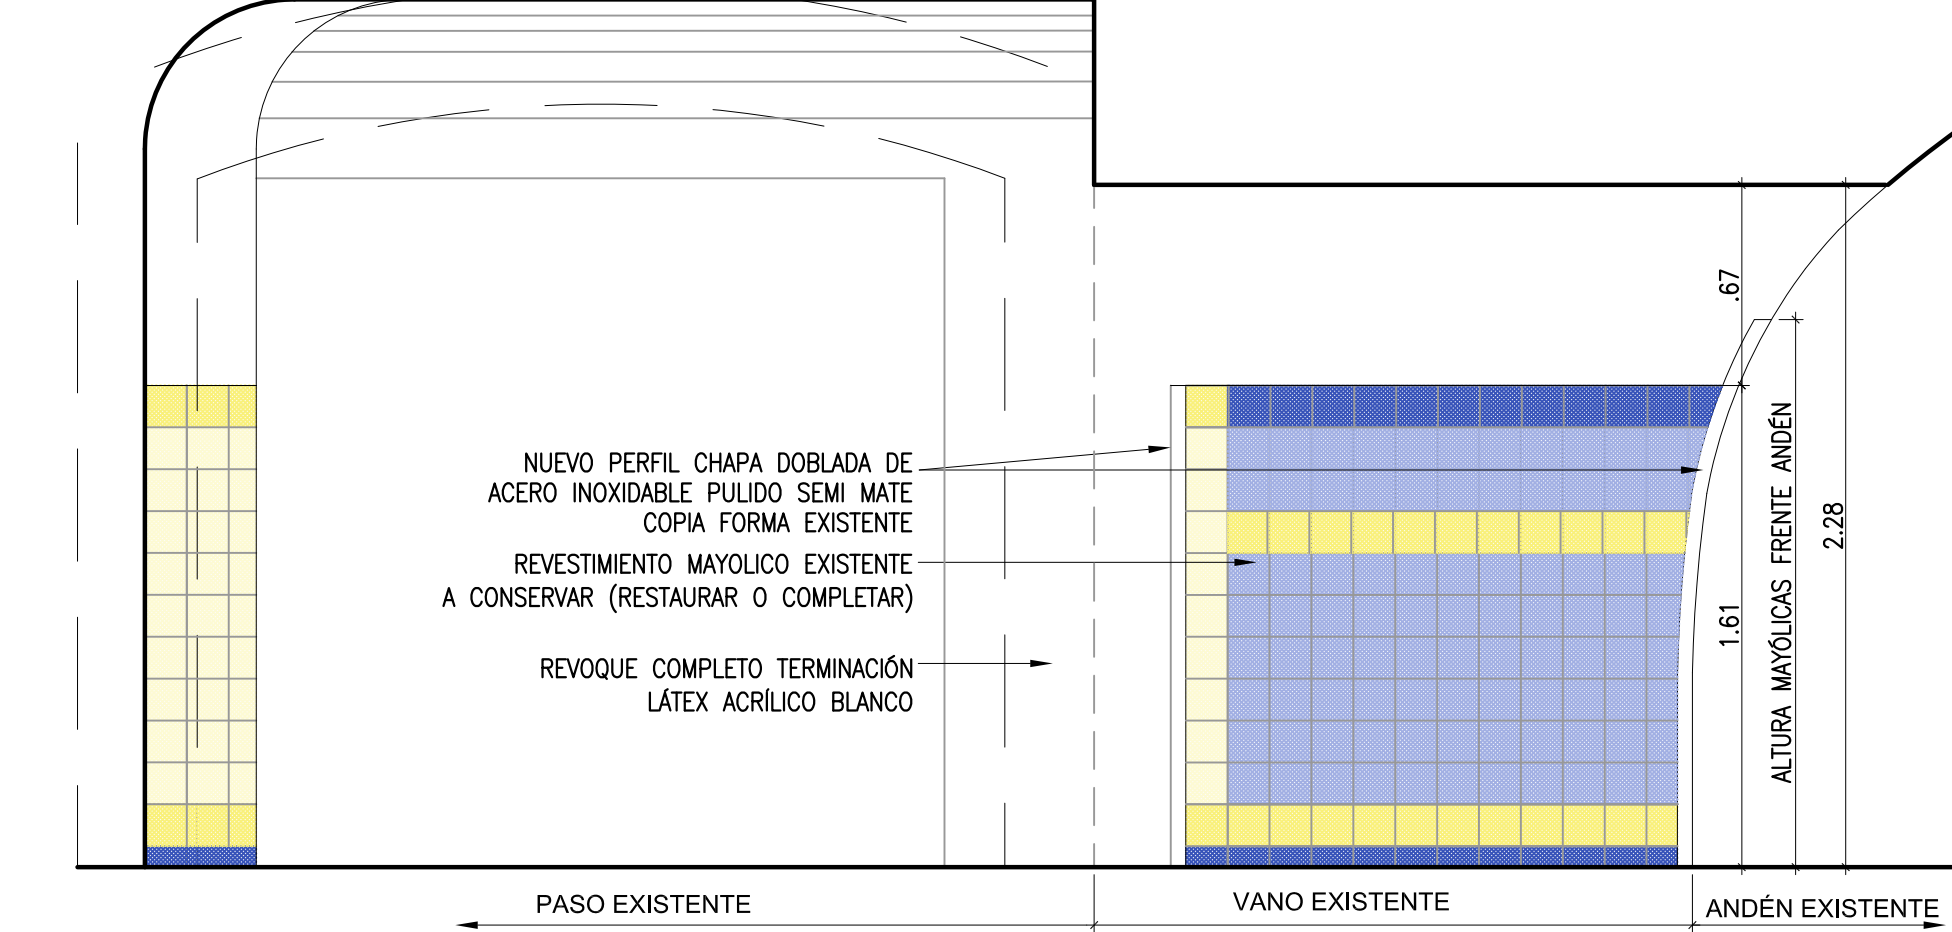 NUEVO PERFIL CHAPA DOBLADA DE
ACERO INOXIDABLE PULIDO SEMI MATE
COPIA FORMA EXISTENTE
REVESTIMIENTO MAYOLICO EXISTENTE
A CONSERVAR (RESTAURAR O COMPLETAR)
REVOQUE COMPLETO TERMINACIÓN
LÁTEX ACRÍLICO BLANCO
.67
1.61
ALTURA MAYÓLICAS FRENTE ANDÉN
2.28
PASO EXISTENTE
VANO EXISTENTE
ANDÉN EXISTENTE